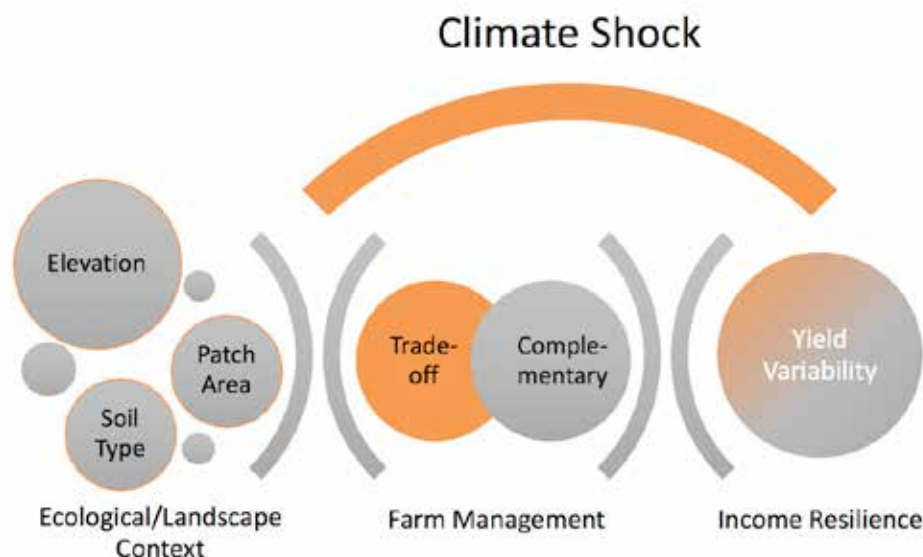 Climate Shock
Elevation
Patch
Area
Soil
Type
Trade-
off
Comple-
mentary
Yield
Variability
Ecological/Landscape
Context
Farm Management
Income Resilience